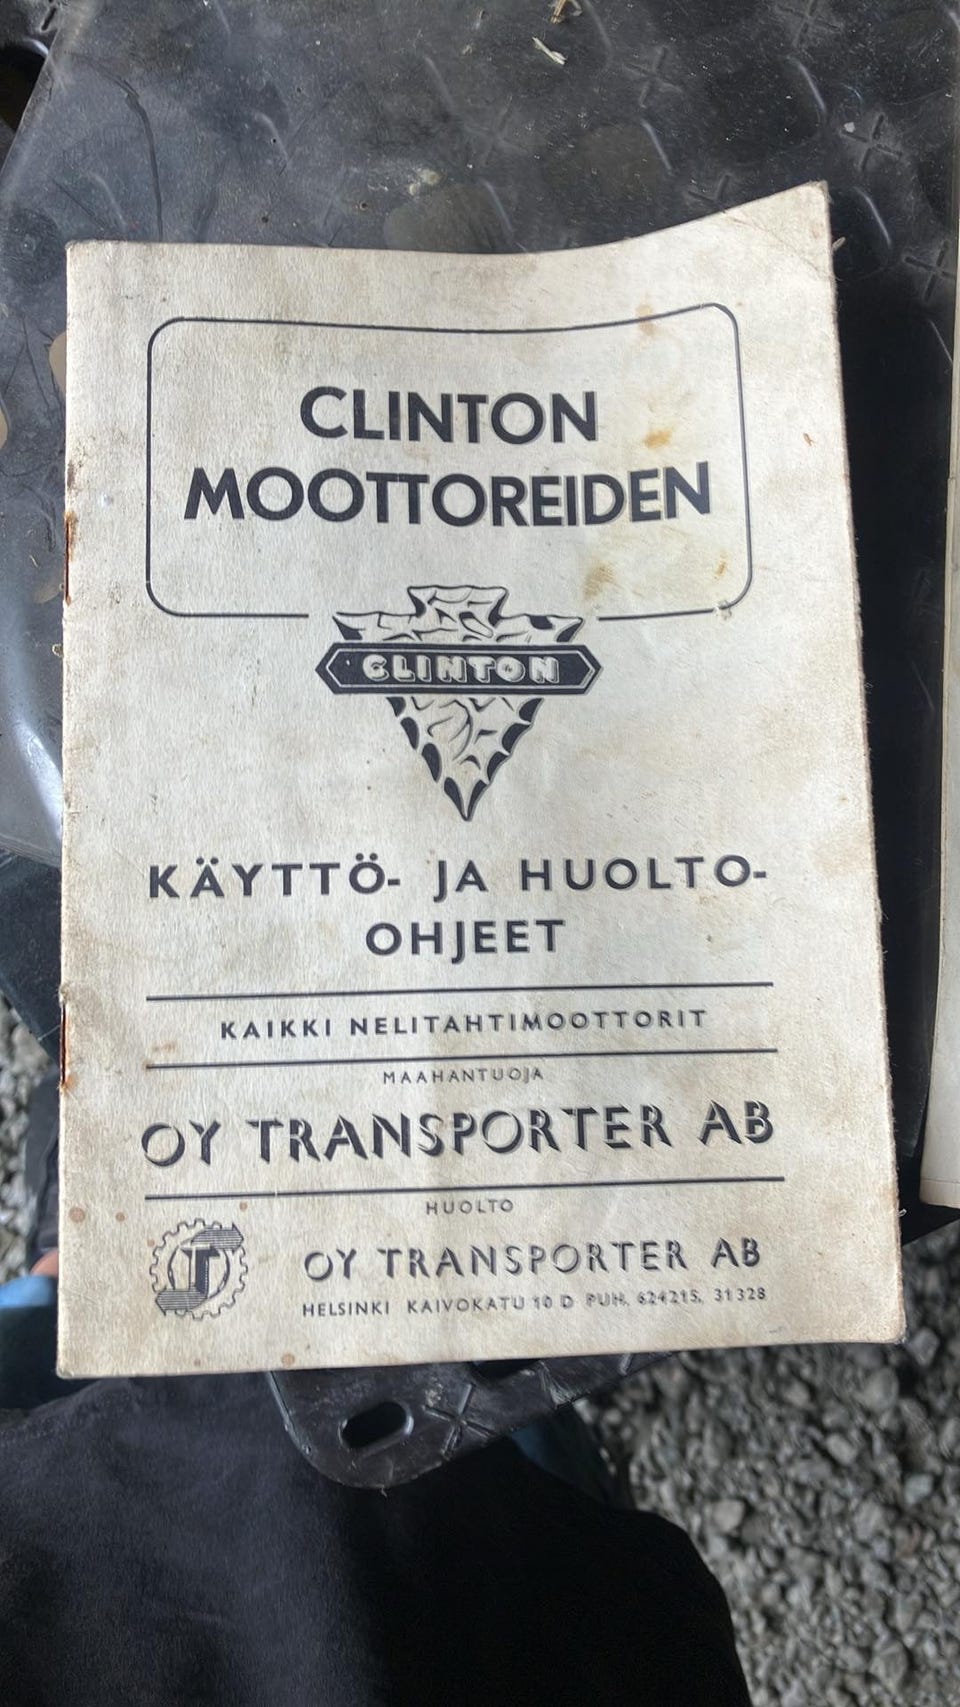 CLINTON
MOOTTOREIDEN
CLINTON
KÄYTTÖ- JA HUOLTO-
OHJEET
KAIKKI NELITAHTIMOOTTORIT
MAAHANTUOJA
OY TRANSPORTER AB
HUOLTO
OY TRANSPORTER AB
HELSINKI KAIVOKATU 10 D PUH. 624215, 31328